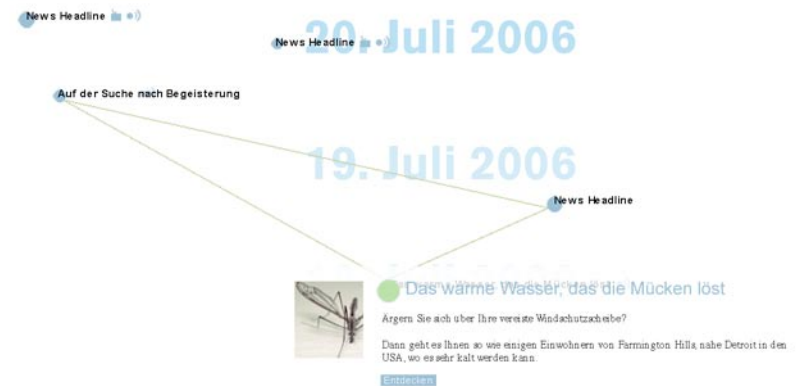 News Headline
20. Juli 2006
News Headline
Auf der Suche nach Begeisterung
19. Juli 2006
News Headline
Das warme Wasser, das die Mücken löst
Ärgern Sie sich über Ihre vereiste Windschutzscheibe?
Dann geht es Ihnen so wie einigen Einwohnern von Farmington Hills, nahe Detroit in den
USA, wo es sehr kalt werden kann.
Entdecken